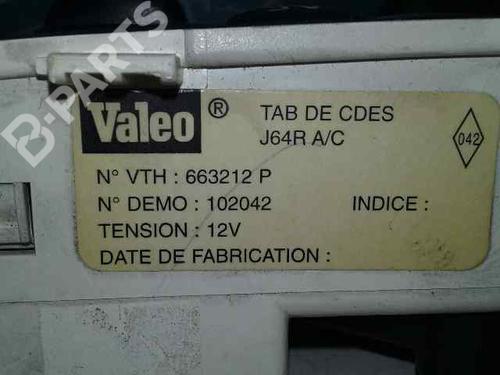 B-PARTS
Valeo ®
TAB DE CDES
J64R A/C
042
N° VTH : 663212 P
N° DEMO : 102042 INDICE :
TENSION : 12V
DATE DE FABRICATION :